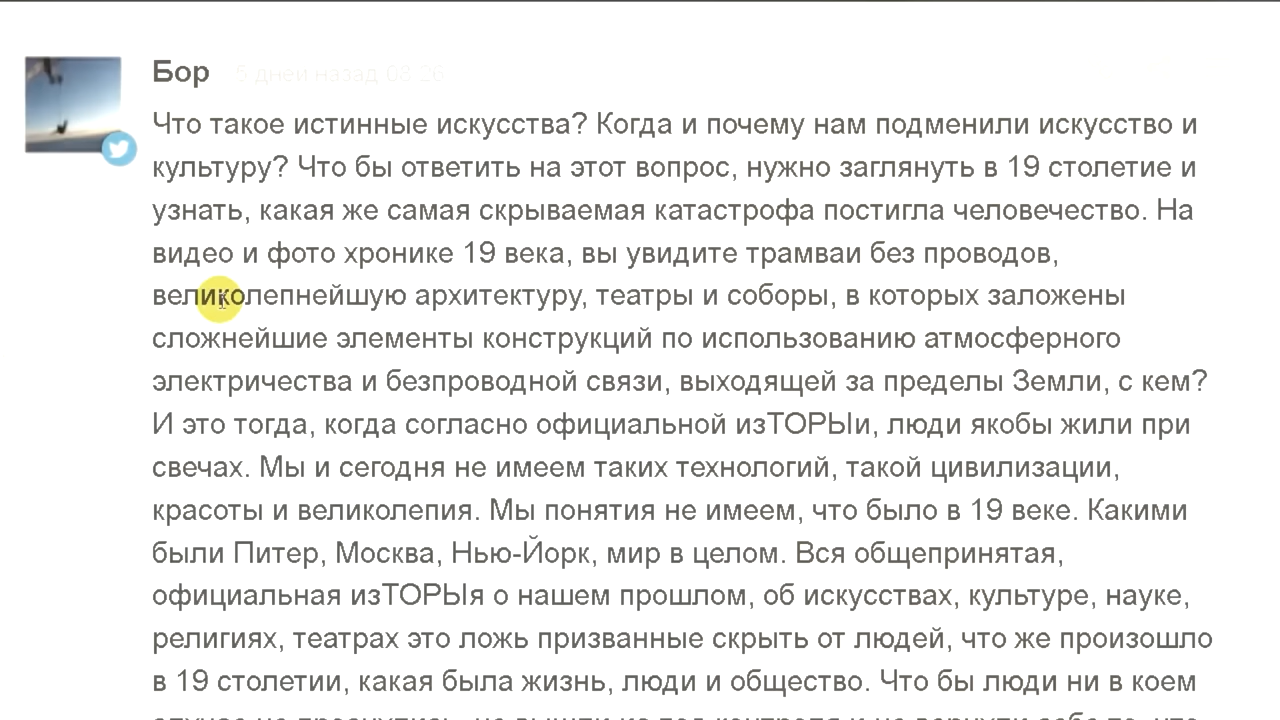 Бор 5 дней назад 08:26
Что такое истинные искусства? Когда и почему нам подменили искусство и
культуру? Что бы ответить на этот вопрос, нужно заглянуть в 19 столетие и
узнать, какая же самая скрываемая катастрофа постигла человечество. На
видео и фото хронике 19 века, вы увидите трамваи без проводов,
великолепнейшую архитектуру, театры и соборы, в которых заложены
сложнейшие элементы конструкций по использованию атмосферного
электричества и безпроводной связи, выходящей за пределы Земли, с кем?
И это тогда, когда согласно официальной изТОРЫи, люди якобы жили при
свечах. Мы и сегодня не имеем таких технологий, такой цивилизации,
красоты и великолепия. Мы понятия не имеем, что было в 19 веке. Какими
были Питер, Москва, Нью-Йорк, мир в целом. Вся общепринятая,
официальная изТОРЫя о нашем прошлом, об искусствах, культуре, науке,
религиях, театрах это ложь призванные скрыть от людей, что же произошло
в 19 столетии, какая была жизнь, люди и общество. Что бы люди ни в коем